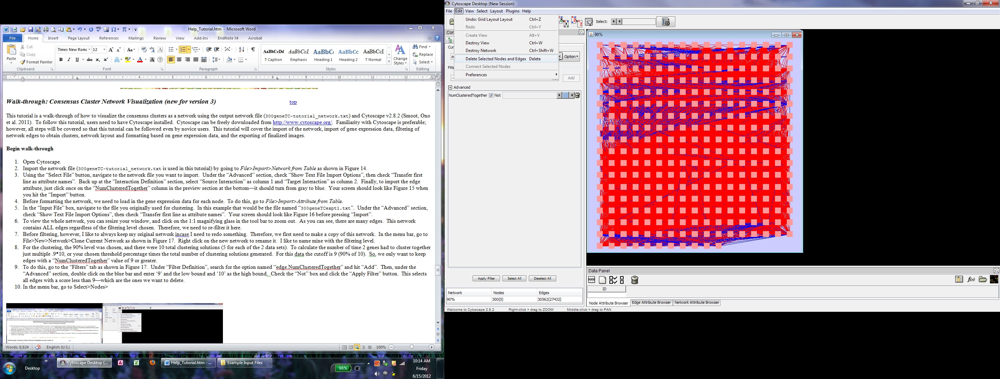 Help_Tutorial.htm - Microsoft Word
File Home Insert Page Layout References Mailings Review View Add-Ins EndNote X4 Acrobat
Cut
Copy
Paste
Format Painter
Clipboard
Times New Roma 12
Font
Paragraph
AaBbCcDd AaBbCcL AaBbC AaBbCc AaBbCcI
¶ Caption Emphasis Heading 1 Heading 2 ¶ Normal
Change Styles
Styles
Find
Replace
Select
Editing
1 2 3 4 5 6 7 8 9 10 11 12
Walk-through: Consensus Cluster Network Visualization (new for version 3) top
This tutorial is a walk-through of how to visualize the consensus clusters as a network using the output network file (300geneTC-tutorial_network.txt) and Cytoscape v2.8.2 (Smoot, Ono
et al. 2011). To follow this tutorial, users need to have Cytoscape installed. Cytoscape can be freely downloaded from http://www.cytoscape.org/. Familiarity with Cytoscape is preferable;
however, all steps will be covered so that this tutorial can be followed even by novice users. This tutorial will cover the import of the network, import of gene expression data, filtering of
network edges to obtain clusters, network layout and formatting based on gene expression data, and the exporting of finalized images.
Begin walk-through
1. Open Cytoscape.
2. Import the network file (300geneTC-tutorial_network.txt is used in this tutorial) by going to File>Import>Network from Table as shown in Figure 14.
3. Using the “Select File” button, navigate to the network file you want to import. Under the “Advanced” section, check “Show Text File Import Options”, then check “Transfer first
line as attribute names”. Back up at the “Interaction Definition” section, select “Source Interaction” as column 1 and “Target Interaction” as column 2. Finally, to import the edge
attribute, just click once on the “NumClusteredTogether” column in the preview section at the bottom—it should turn from gray to blue. Your screen should look like Figure 15 when
you hit the “Import” button.
4. Before formatting the network, we need to load in the gene expression data for each node. To do this, go to File>Import>Attribute from Table.
5. In the “Input File” box, navigate to the file you originally used for clustering. In this example that would be the file named “300geneTCexpt1.txt”. Under the “Advanced” section,
check “Show Text File Import Options”, then check “Transfer first line as attribute names”. Your screen should look like Figure 16 before pressing “Import”.
6. To view the whole network, you can resize your window, and click on the 1:1 magnifying glass in the tool bar to zoom out. As you can see, there are many edges. This network
contains ALL edges regardless of the filtering level chosen. Therefore, we need to re-filter it here.
7. Before filtering, however, I like to always keep my original network incase I need to redo something. Therefore, we first need to make a copy of this network. In the menu bar, go to
File>New>Network>Clone Current Network as shown in Figure 17. Right click on the new network to rename it. I like to name mine with the filtering level.
8. For the clustering, the 90% level was chosen, and there were 10 total clustering solutions (5 for each of the 2 data sets). To calculate the number of time 2 genes had to cluster together
just multiple .9*10, or your chosen threshold percentage times the total number of clustering solutions generated. For this data the cutoff is 9 (90% of 10). So, we only want to keep
edges with a “NumClusteredTogether” value of 9 or greater.
9. To do this, go to the “Filters” tab as shown in Figure 17. Under “Filter Definition”, search for the option named “edge.NumClusteredTogether” and hit “Add”. Then, under the
“Advanced” section, double click on the blue bar and enter ‘9’ and the low bound and ‘10’ as the high bound. Check the “Not” box and click the “Apply Filter” button. This selects
all edges with a score less than 9—which are the ones we want to delete.
10. In the menu bar, go to Select>Nodes>
Words: 8,824 English (U.S.) 100%
Desktop Cytoscape Desktop (... Help_Tutorial.htm - ... Example Input Files 96%
10:14 AM
Friday
6/15/2012
Cytoscape Desktop (New Session)
File Edit View Select Layout Plugins Help
Undo: Grid Layout Layout Ctrl+Z
Redo Ctrl+Y
Create View Alt+V
Destroy View Ctrl+W
Destroy Network Ctrl+Shift+W
Delete Selected Nodes and Edges Delete
Connect Selected Nodes
Preferences
Select:
Option
Add
Advanced
NumClusteredTogether Not
Apply Filter Select All Deselect All
Network Nodes Edges
90% 300(0) 30562(27432)
Welcome to Cytoscape 2.8.2 Right-click + drag to ZOOM Middle-click + drag to PAN
90%
Data Panel
f(x)
ID
Node Attribute Browser Edge Attribute Browser Network Attribute Browser